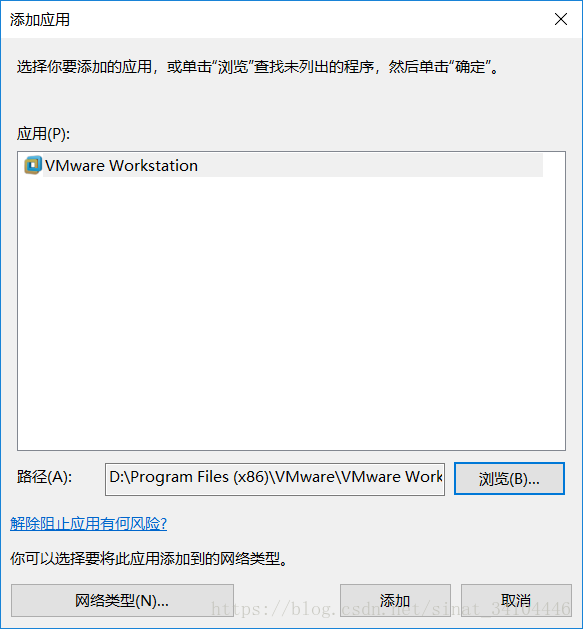 添加应用
选择你要添加的应用，或单击“浏览”查找未列出的程序，然后单击“确定”。
应用(P):
VMware Workstation
路径(A):
D:\Program Files (x86)\VMware\VMware Work
浏览(B)...
解除阻止应用有何风险?
你可以选择要将此应用添加到的网络类型。
网络类型(N)...
添加
取消
https://blog.csdn.net/sinat_34104446